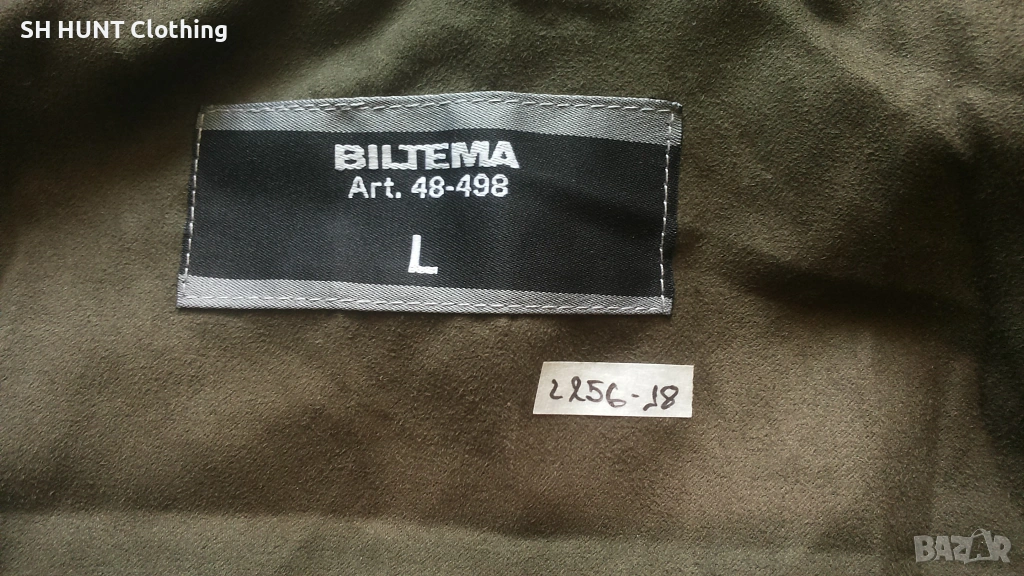 SH HUNT Clothing
BILTEMA
Art. 48-498
L
2256-18
BAZAR